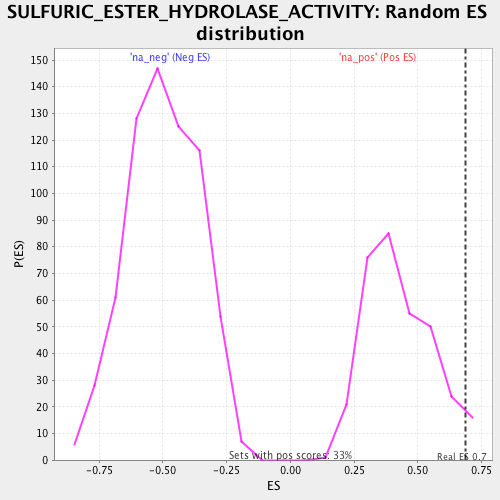 SULFURIC_ESTER_HYDROLASE_ACTIVITY: Random ES
distribution
'na_neg' (Neg ES)
'na_pos' (Pos ES)
P(ES)
150
140
130
120
110
100
90
80
70
60
50
40
30
20
10
0
Sets with pos scores: 33%
Real ES 0.7
-0.75
-0.50
-0.25
0.00
0.25
0.50
0.75
ES